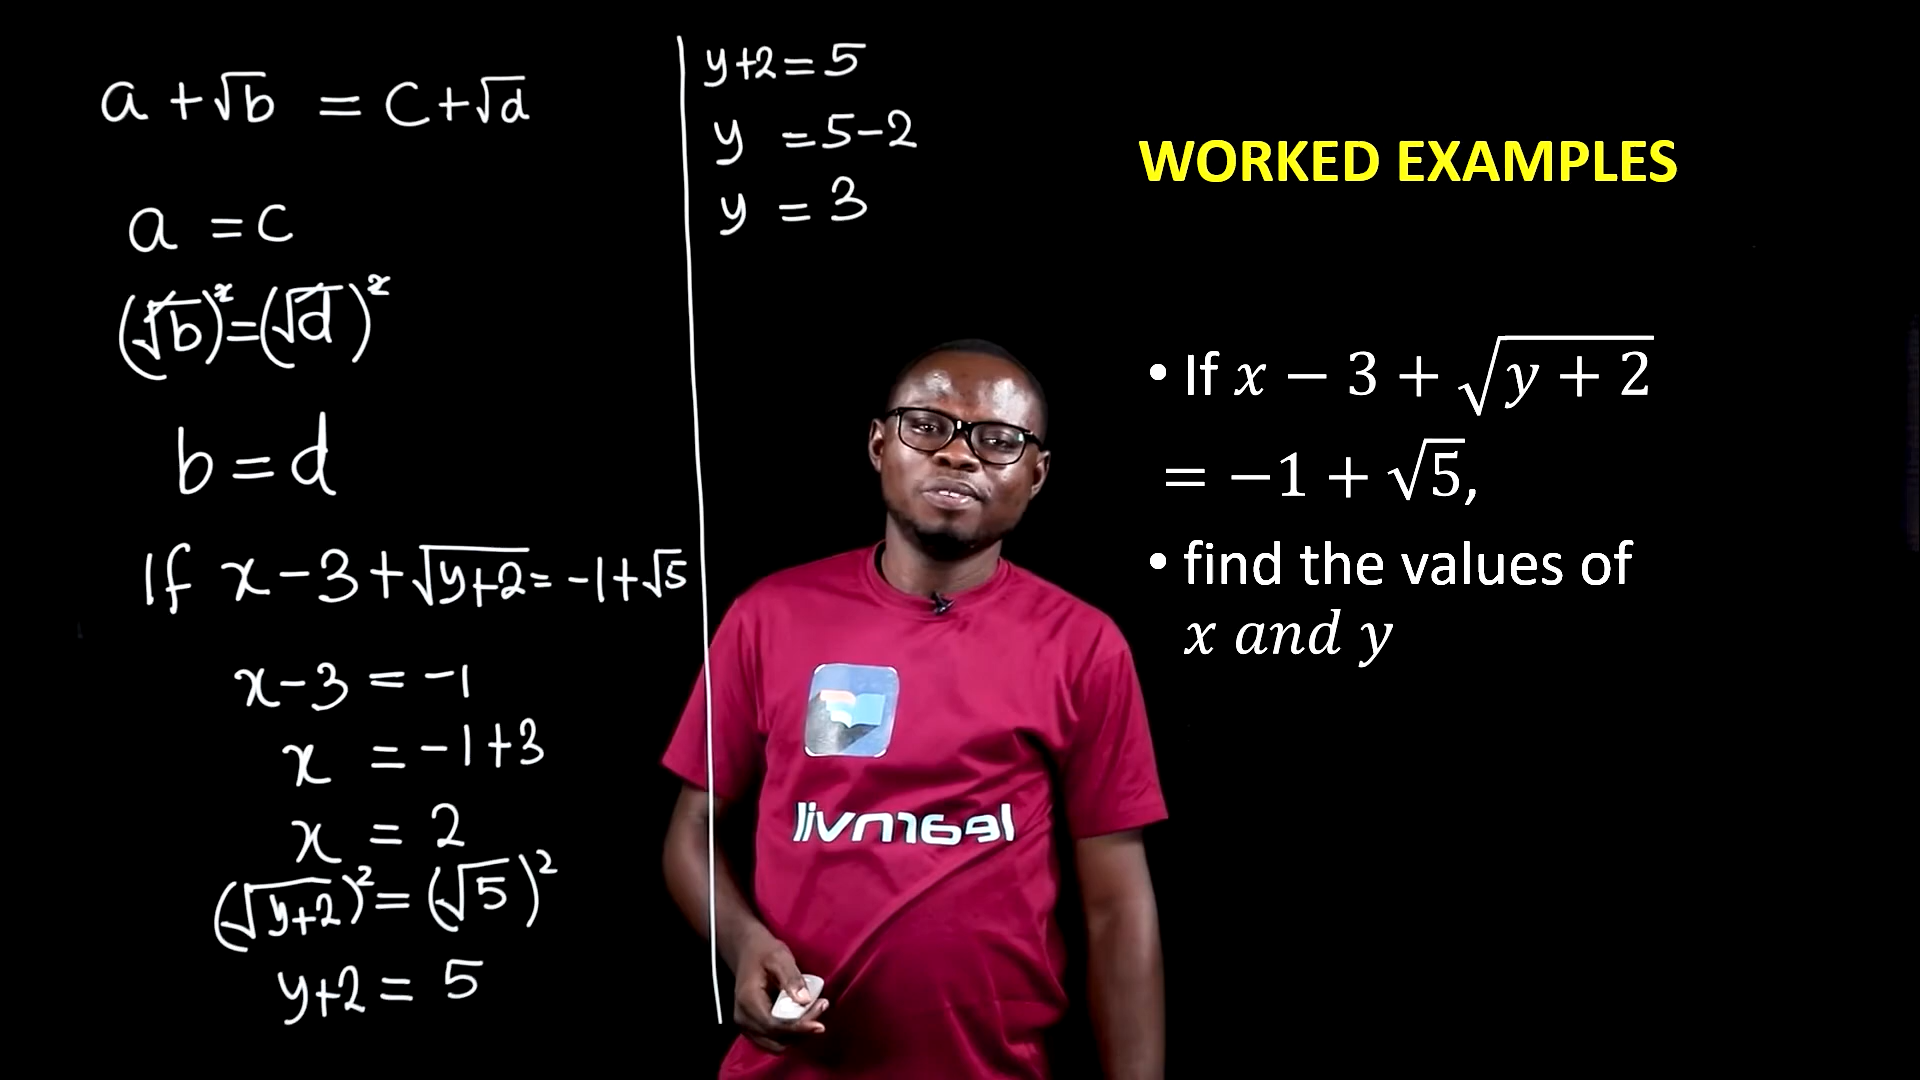 a + √b = c + √d
a = c
(√b)² = (√d)²
b = d
If x - 3 + √y+2 = -1 + √5
x - 3 = -1
x = -1 + 3
x = 2
(√y+2)² = (√5)²
y+2 = 5
y+2 = 5
y = 5 - 2
y = 3
WORKED EXAMPLES
• If x − 3 + √y + 2
= −1 + √5,
• find the values of
x and y
learnvil